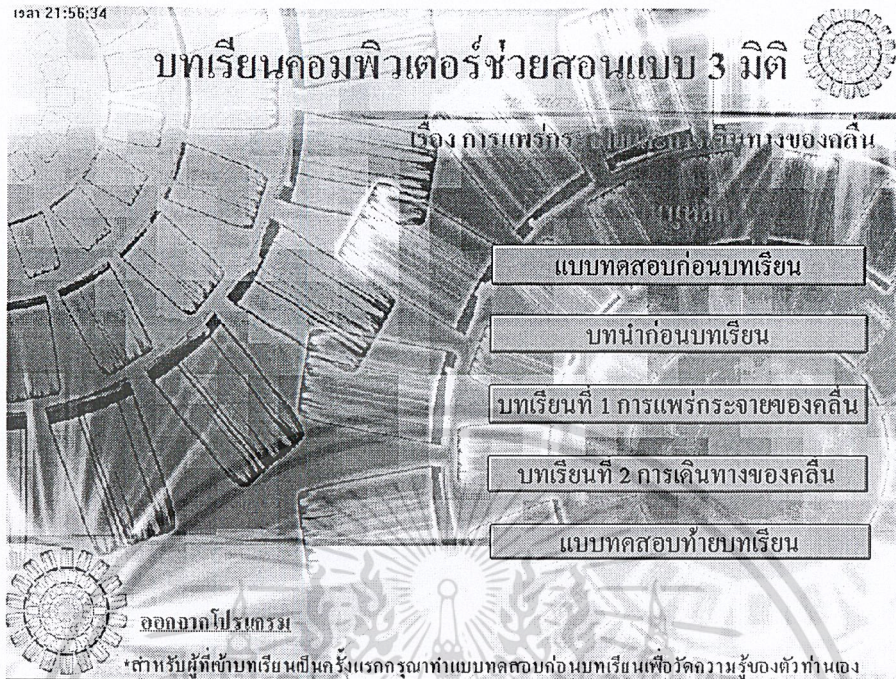 เวลา 21:56:34
บทเรียนคอมพิวเตอร์ช่วยสอนแบบ 3 มิติ
เรื่อง การแพร่กระจายและการเดินทางของคลื่น
เมนูหลัก
แบบทดสอบก่อนบทเรียน
บทนำก่อนบทเรียน
บทเรียนที่ 1 การแพร่กระจายของคลื่น
บทเรียนที่ 2 การเดินทางของคลื่น
แบบทดสอบท้ายบทเรียน
ออกจากโปรแกรม
*สำหรับผู้ที่เข้าบทเรียนเป็นครั้งแรกกรุณาทำแบบทดสอบก่อนบทเรียนเพื่อวัดความรู้ของตัวท่านเอง